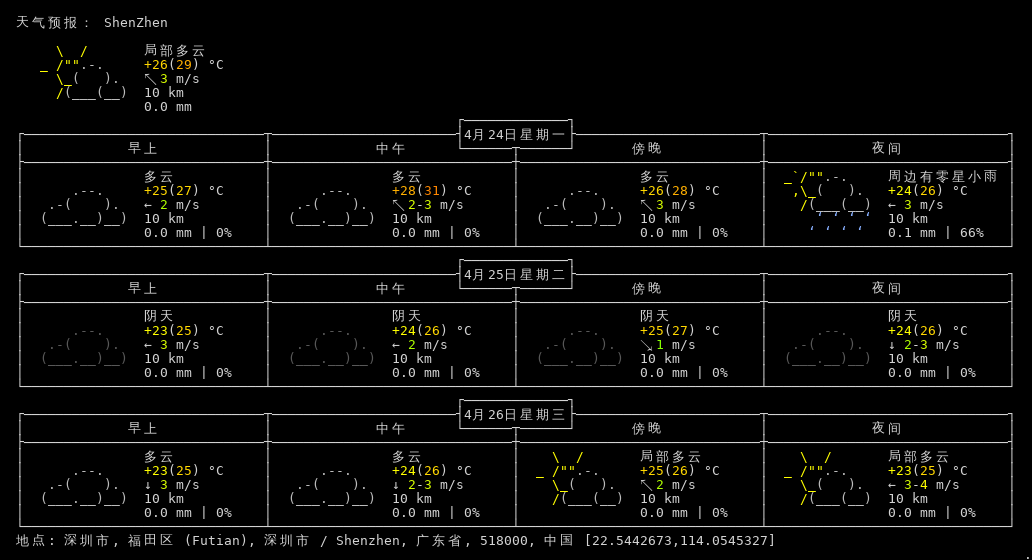 天气预报： ShenZhen
局部多云
+26(29) °C
↖ 3 m/s
10 km
0.0 mm
4月24日星期一
早上 中午 傍晚 夜间
多云 多云 多云 周边有零星小雨
+25(27) °C +28(31) °C +26(28) °C +24(26) °C
← 2 m/s ↖ 2-3 m/s ↖ 3 m/s ← 3 m/s
10 km 10 km 10 km 10 km
0.0 mm | 0% 0.0 mm | 0% 0.0 mm | 0% 0.1 mm | 66%
4月25日星期二
早上 中午 傍晚 夜间
阴天 阴天 阴天 阴天
+23(25) °C +24(26) °C +25(27) °C +24(26) °C
← 3 m/s ← 2 m/s ↘ 1 m/s ↓ 2-3 m/s
10 km 10 km 10 km 10 km
0.0 mm | 0% 0.0 mm | 0% 0.0 mm | 0% 0.0 mm | 0%
4月26日星期三
早上 中午 傍晚 夜间
多云 多云 局部多云 局部多云
+23(25) °C +24(26) °C +25(26) °C +23(25) °C
↓ 3 m/s ↓ 2-3 m/s ↖ 2 m/s ← 3-4 m/s
10 km 10 km 10 km 10 km
0.0 mm | 0% 0.0 mm | 0% 0.0 mm | 0% 0.0 mm | 0%
地点: 深圳市, 福田区 (Futian), 深圳市 / Shenzhen, 广东省, 518000, 中国 [22.5442673,114.0545327]